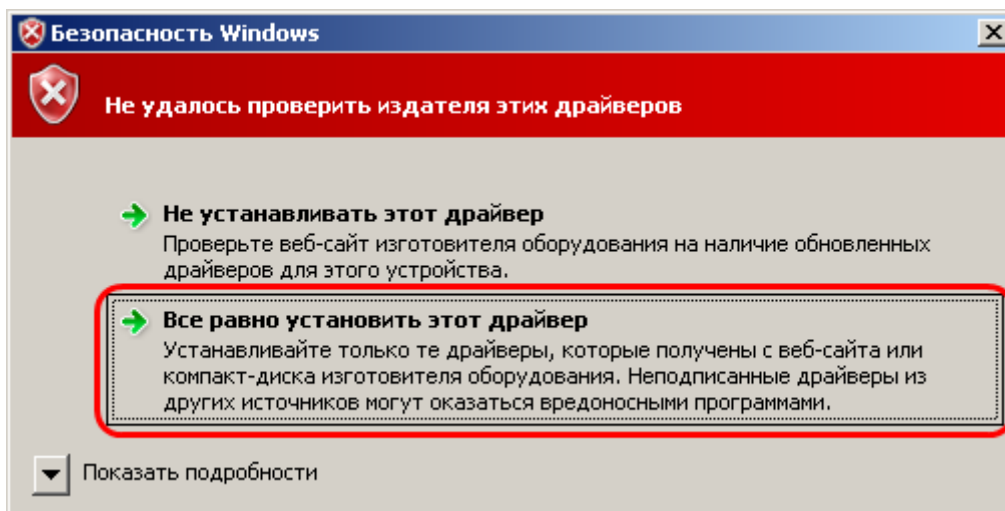 Безопасность Windows
Не удалось проверить издателя этих драйверов
Не устанавливать этот драйвер
Проверьте веб-сайт изготовителя оборудования на наличие обновленных
драйверов для этого устройства.
Все равно установить этот драйвер
Устанавливайте только те драйверы, которые получены с веб-сайта или
компакт-диска изготовителя оборудования. Неподписанные драйверы из
других источников могут оказаться вредоносными программами.
Показать подробности